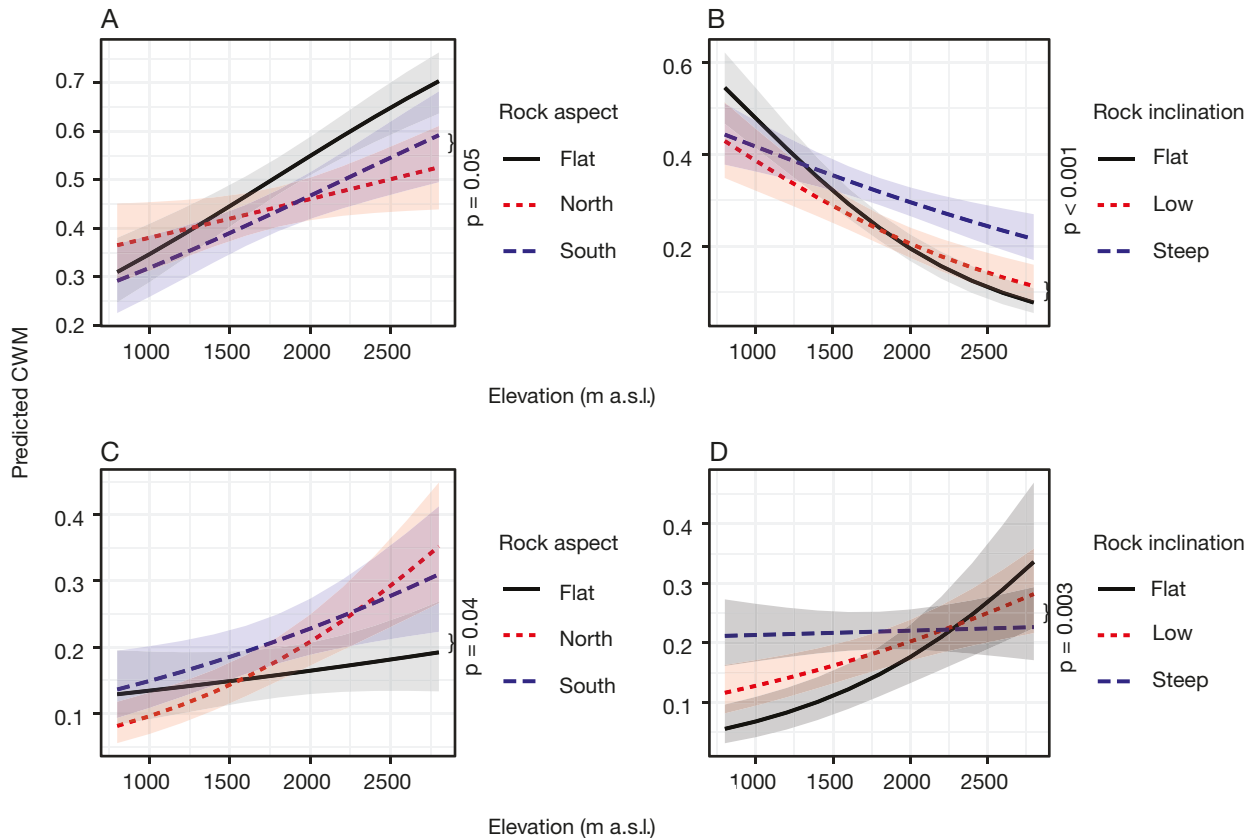 A
0.7
0.6
0.5
0.4
0.3
0.2
1000 1500 2000 2500
} p = 0.05
Rock aspect
Flat
North
South
B
0.6
0.4
0.2
1000 1500 2000 2500
} p < 0.001
Rock inclination
Flat
Low
Steep
Predicted CWM
Elevation (m a.s.l.)
C
0.4
0.3
0.2
0.1
1000 1500 2000 2500
} p = 0.04
Rock aspect
Flat
North
South
D
0.4
0.3
0.2
0.1
1000 1500 2000 2500
} p = 0.003
Rock inclination
Flat
Low
Steep
Elevation (m a.s.l.)